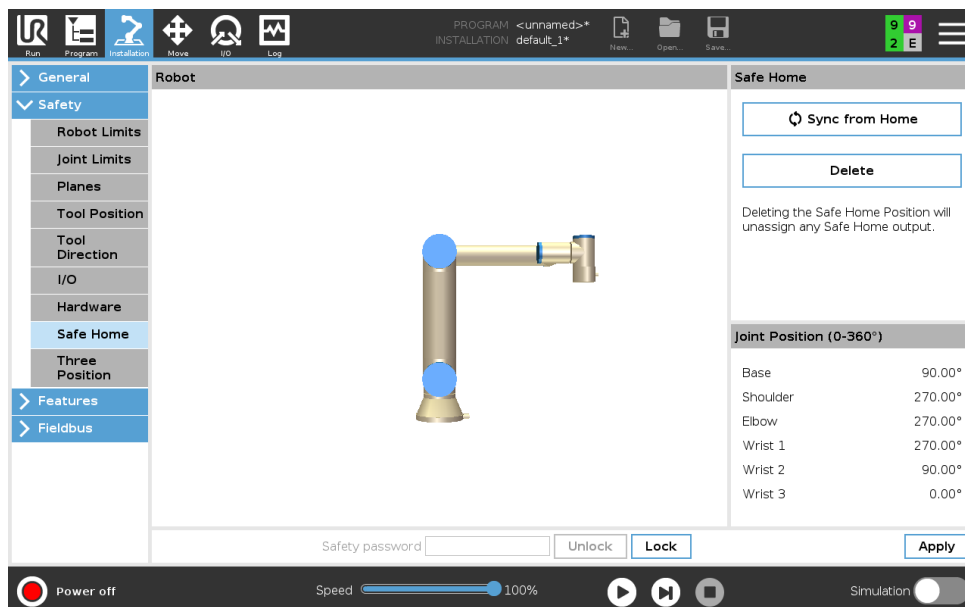 UR
Run
Program
Installation
Move
I/O
Log
PROGRAM <unnamed>*
INSTALLATION default_1*
New...
Open...
Save...
9 9
2 E
General
Safety
Robot Limits
Joint Limits
Planes
Tool Position
Tool
Direction
I/O
Hardware
Safe Home
Three
Position
Features
Fieldbus
Robot
Safe Home
Sync from Home
Delete
Deleting the Safe Home Position will
unassign any Safe Home output.
Joint Position (0-360°)
Base 90.00°
Shoulder 270.00°
Elbow 270.00°
Wrist 1 270.00°
Wrist 2 90.00°
Wrist 3 0.00°
Safety password
Unlock
Lock
Apply
Power off
Speed
100%
Simulation